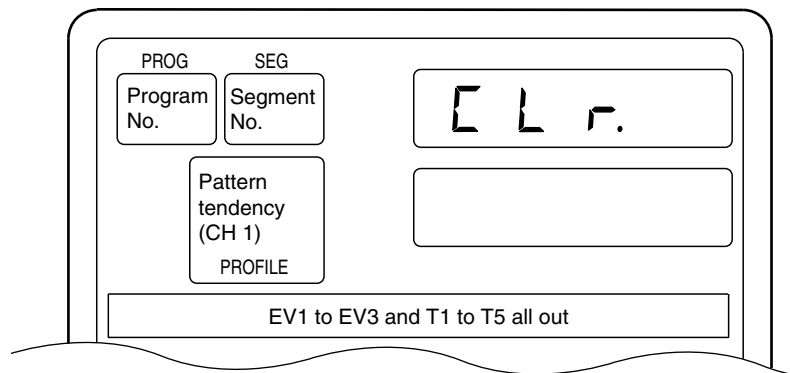 PROG SEG
Program No.
Segment No.
CLr.
Pattern tendency (CH 1)
PROFILE
EV1 to EV3 and T1 to T5 all out